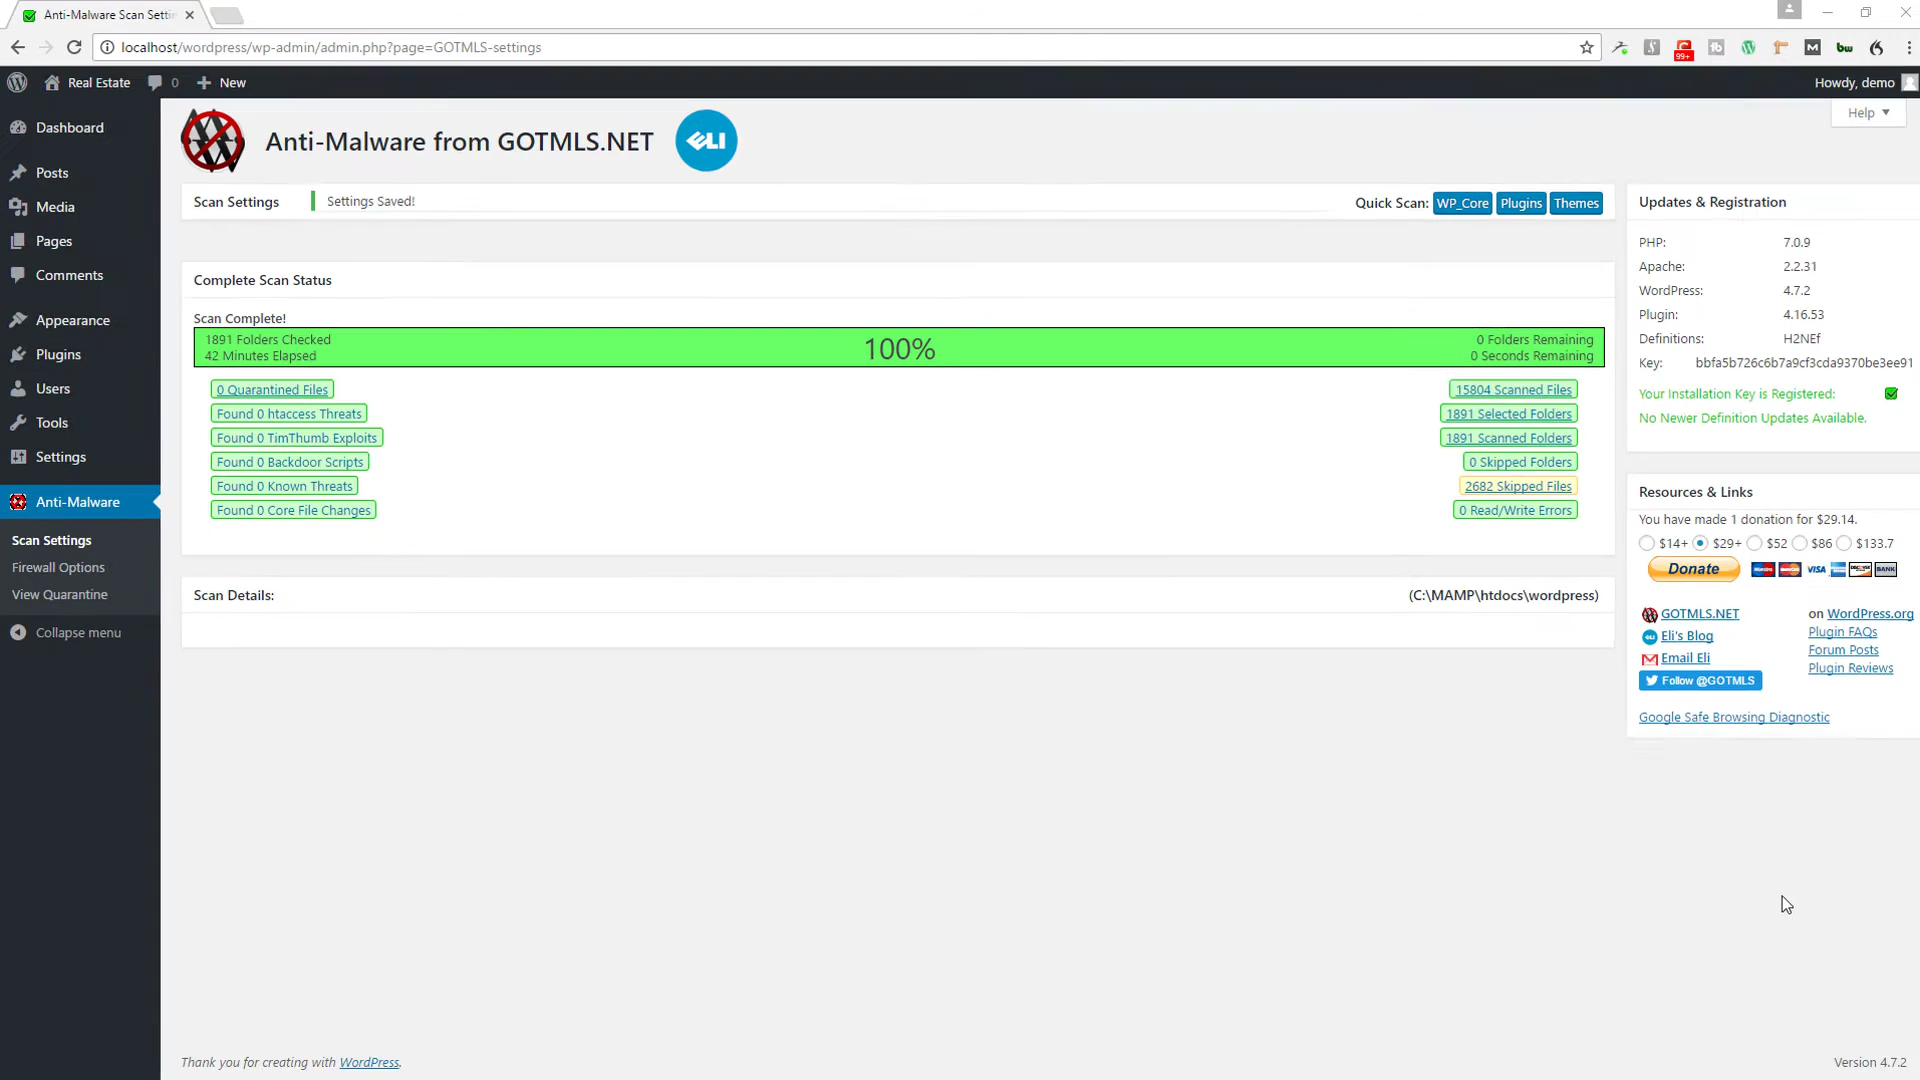 Anti-Malware Scan Setti
localhost/wordpress/wp-admin/admin.php?page=GOTMLS-settings
99+
M
bw
Real Estate
0
New
Howdy, demo
Help
Dashboard
Posts
Media
Pages
Comments
Appearance
Plugins
Users
Tools
Settings
Anti-Malware
Scan Settings
Firewall Options
View Quarantine
Collapse menu
Anti-Malware from GOTMLS.NET
ELI
Scan Settings
Settings Saved!
Quick Scan: WP_Core Plugins Themes
Complete Scan Status
Scan Complete!
1891 Folders Checked
42 Minutes Elapsed
100%
0 Folders Remaining
0 Seconds Remaining
0 Quarantined Files
Found 0 htaccess Threats
Found 0 TimThumb Exploits
Found 0 Backdoor Scripts
Found 0 Known Threats
Found 0 Core File Changes
15804 Scanned Files
1891 Selected Folders
1891 Scanned Folders
0 Skipped Folders
2682 Skipped Files
0 Read/Write Errors
Scan Details:
(C:\MAMP\htdocs\wordpress)
Updates & Registration
PHP: 7.0.9
Apache: 2.2.31
WordPress: 4.7.2
Plugin: 4.16.53
Definitions: H2NEf
Key: bbfa5b726c6b7a9cf3cda9370be3ee91
Your Installation Key is Registered:
No Newer Definition Updates Available.
Resources & Links
You have made 1 donation for $29.14.
$14+ $29+ $52 $86 $133.7
Donate
VISA
BANK
GOTMLS.NET
Eli's Blog
Email Eli
Follow @GOTMLS
on WordPress.org
Plugin FAQs
Forum Posts
Plugin Reviews
Google Safe Browsing Diagnostic
Thank you for creating with WordPress.
Version 4.7.2